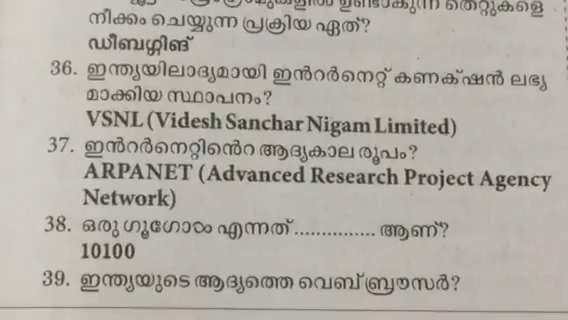 ഉണ്ടാകുന്ന തെറ്റുകളെ
നീക്കം ചെയ്യുന്ന പ്രക്രിയ ഏത്?
ഡീബഗ്ഗിങ്
36. ഇന്ത്യയിലാദ്യമായി ഇൻറർനെറ്റ് കണക്ഷൻ ലഭ്യ
മാക്കിയ സ്ഥാപനം?
VSNL (Videsh Sanchar Nigam Limited)
37. ഇൻറർനെറ്റിൻെറ ആദ്യകാല രൂപം?
ARPANET (Advanced Research Project Agency
Network)
38. ഒരു ഗൂഗോഠം എന്നത് ............... ആണ്?
10100
39. ഇന്ത്യയുടെ ആദ്യത്തെ വെബ് ബ്രൗസർ?